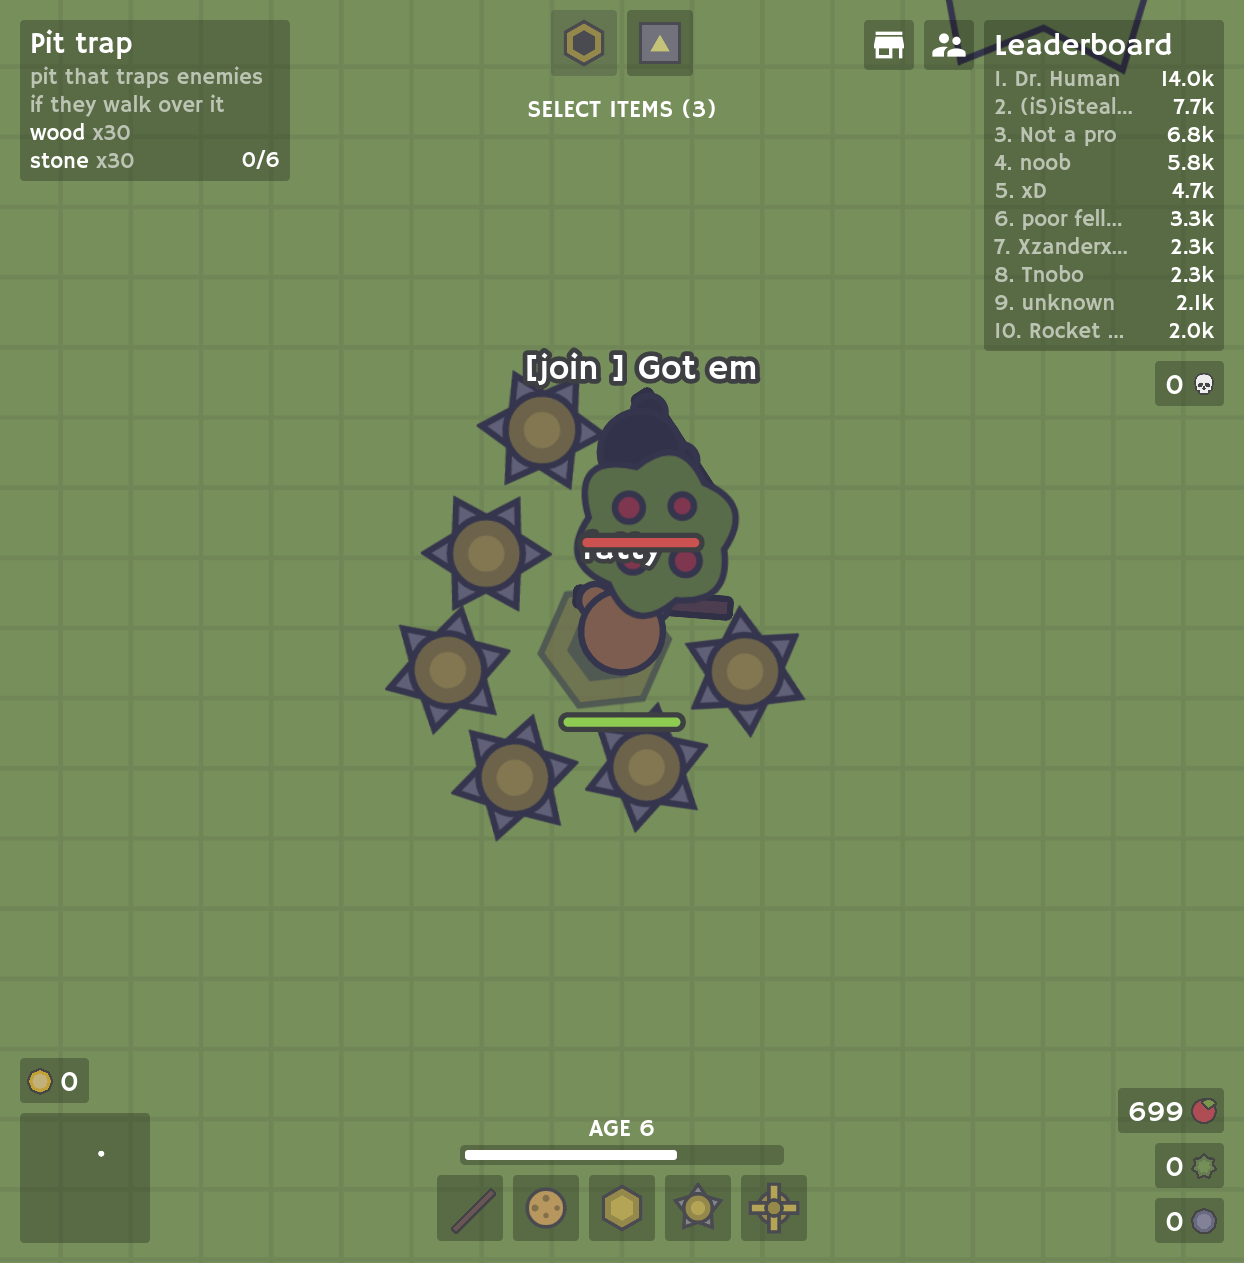 Pit trap
pit that traps enemies
if they walk over it
wood x30
stone x30 0/6
SELECT ITEMS (3)
Leaderboard
1. Dr. Human 14.0k
2. (iS)iSteal... 7.7k
3. Not a pro 6.8k
4. noob 5.8k
5. xD 4.7k
6. poor fell... 3.3k
7. Xzanderx... 2.3k
8. Tnobo 2.3k
9. unknown 2.1k
10. Rocket ... 2.0k
0
[join ] Got em
0
699
AGE 6
0
0